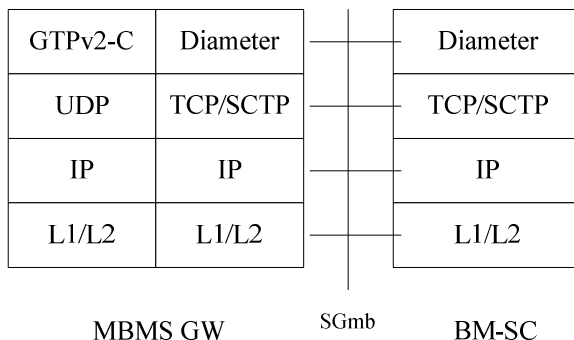 GTPv2-C Diameter Diameter
UDP TCP/SCTP TCP/SCTP
IP IP IP
L1/L2 L1/L2 L1/L2
MBMS GW SGmb BM-SC